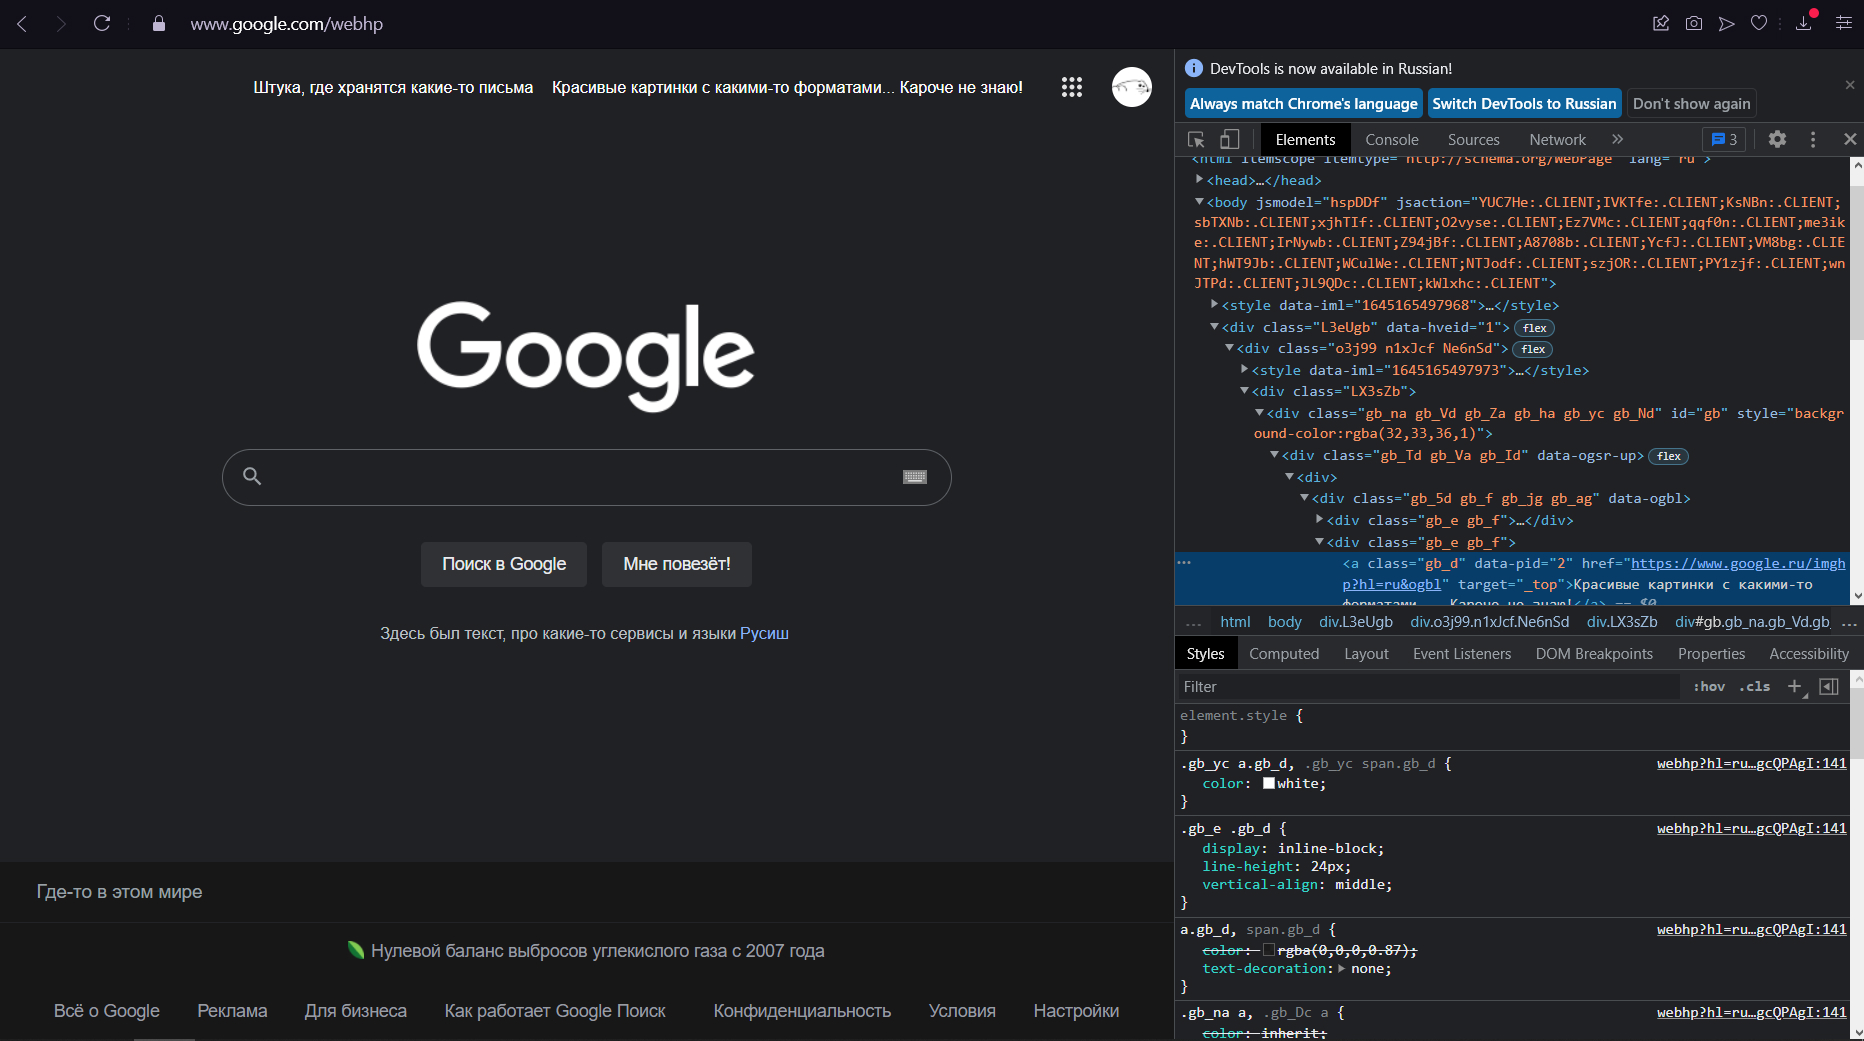 www.google.com/webhp
Штука, где хранятся какие-то письма Красивые картинки с какими-то форматами... Кароче не знаю!
Google
Поиск в Google Мне повезёт!
Здесь был текст, про какие-то сервисы и языки Русиш
Где-то в этом мире
Нулевой баланс выбросов углекислого газа с 2007 года
Всё о Google Реклама Для бизнеса Как работает Google Поиск Конфиденциальность Условия Настройки
DevTools is now available in Russian!
Always match Chrome's language Switch DevTools to Russian Don't show again
Elements Console Sources Network » 3
<html itemscope itemtype="http://schema.org/WebPage" lang="ru">
<head>…</head>
<body jsmodel="hspDDf" jsaction="YUC7He:.CLIENT;IVKTfe:.CLIENT;KsNBn:.CLIENT;
sbTXNb:.CLIENT;xjhTIf:.CLIENT;O2vyse:.CLIENT;Ez7VMc:.CLIENT;qqf0n:.CLIENT;me3ik
e:.CLIENT;IrNywb:.CLIENT;Z94jBf:.CLIENT;A8708b:.CLIENT;YcfJ:.CLIENT;VM8bg:.CLIE
NT;hWT9Jb:.CLIENT;WCulWe:.CLIENT;NTJodf:.CLIENT;szjOR:.CLIENT;PY1zjf:.CLIENT;wn
JTPd:.CLIENT;JL9QDc:.CLIENT;kWlxhc:.CLIENT">
<style data-iml="1645165497968">…</style>
<div class="L3eUgb" data-hveid="1"> flex
<div class="o3j99 n1xJcf Ne6nSd"> flex
<style data-iml="1645165497973">…</style>
<div class="LX3sZb">
<div class="gb_na gb_Vd gb_Za gb_ha gb_yc gb_Nd" id="gb" style="backgr
ound-color:rgba(32,33,36,1)">
<div class="gb_Td gb_Va gb_Id" data-ogsr-up> flex
<div>
<div class="gb_5d gb_f gb_jg gb_ag" data-ogbl>
<div class="gb_e gb_f">…</div>
<div class="gb_e gb_f">
<a class="gb_d" data-pid="2" href="https://www.google.ru/imgh
p?hl=ru&ogbl" target="_top">Красивые картинки с какими-то
форматами... Кароче не знаю!</a> == $0
... html body div.L3eUgb div.o3j99.n1xJcf.Ne6nSd div.LX3sZb div#gb.gb_na.gb_Vd.gb_ ...
Styles Computed Layout Event Listeners DOM Breakpoints Properties Accessibility
Filter :hov .cls +
element.style {
}
.gb_yc a.gb_d, .gb_yc span.gb_d { webhp?hl=ru…gcQPAgI:141
color: white;
}
.gb_e .gb_d { webhp?hl=ru…gcQPAgI:141
display: inline-block;
line-height: 24px;
vertical-align: middle;
}
a.gb_d, span.gb_d { webhp?hl=ru…gcQPAgI:141
color: rgba(0,0,0,0.87);
text-decoration: none;
}
.gb_na a, .gb_Dc a { webhp?hl=ru…gcQPAgI:141
color: inherit;